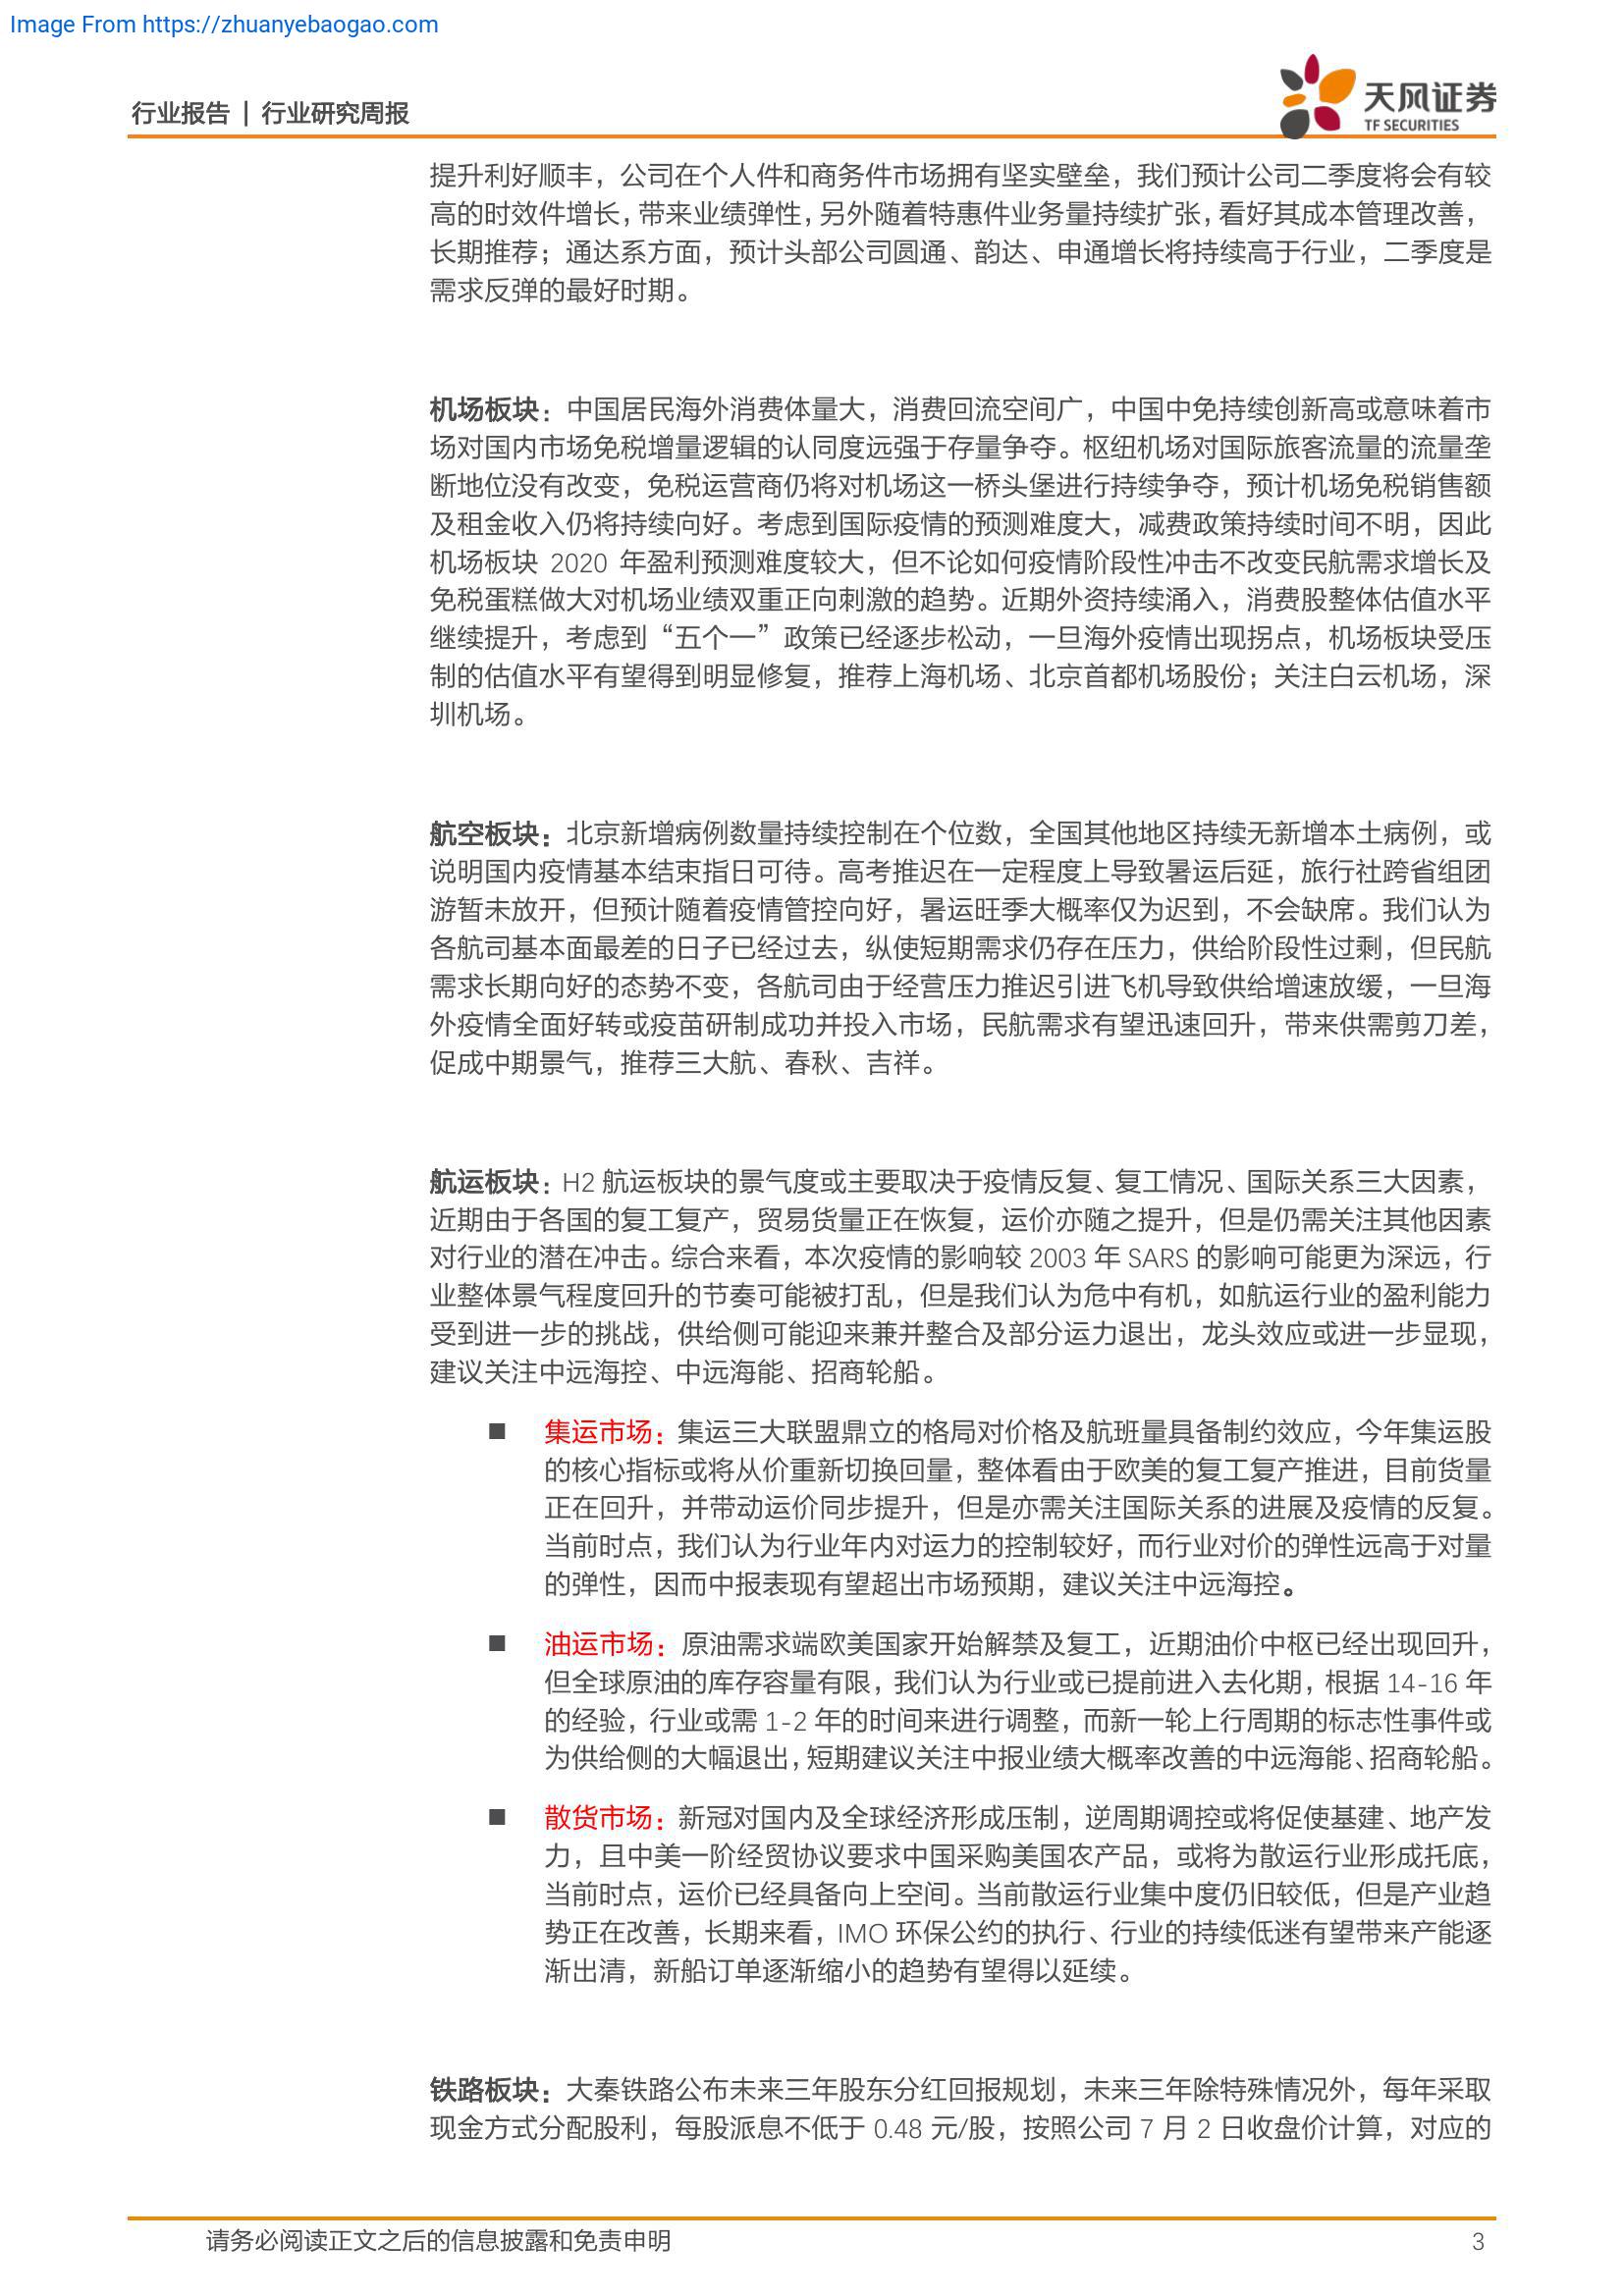 Image From https://zhuanyebaogao.com
行业报告 | 行业研究周报
天风证券
TF SECURITIES
提升利好顺丰，公司在个人件和商务件市场拥有坚实壁垒，我们预计公司二季度将会有较
高的时效件增长，带来业绩弹性，另外随着特惠件业务量持续扩张，看好其成本管理改善，
长期推荐；通达系方面，预计头部公司圆通、韵达、申通增长将持续高于行业，二季度是
需求反弹的最好时期。
机场板块：中国居民海外消费体量大，消费回流空间广，中国中免持续创新高或意味着市
场对国内市场免税增量逻辑的认同度远强于存量争夺。枢纽机场对国际旅客流量的流量垄
断地位没有改变，免税运营商仍将对机场这一桥头堡进行持续争夺，预计机场免税销售额
及租金收入仍将持续向好。考虑到国际疫情的预测难度大，减费政策持续时间不明，因此
机场板块 2020 年盈利预测难度较大，但不论如何疫情阶段性冲击不改变民航需求增长及
免税蛋糕做大对机场业绩双重正向刺激的趋势。近期外资持续涌入，消费股整体估值水平
继续提升，考虑到“五个一”政策已经逐步松动，一旦海外疫情出现拐点，机场板块受压
制的估值水平有望得到明显修复，推荐上海机场、北京首都机场股份；关注白云机场，深
圳机场。
航空板块：北京新增病例数量持续控制在个位数，全国其他地区持续无新增本土病例，或
说明国内疫情基本结束指日可待。高考推迟在一定程度上导致暑运后延，旅行社跨省组团
游暂未放开，但预计随着疫情管控向好，暑运旺季大概率仅为迟到，不会缺席。我们认为
各航司基本面最差的日子已经过去，纵使短期需求仍存在压力，供给阶段性过剩，但民航
需求长期向好的态势不变，各航司由于经营压力推迟引进飞机导致供给增速放缓，一旦海
外疫情全面好转或疫苗研制成功并投入市场，民航需求有望迅速回升，带来供需剪刀差，
促成中期景气，推荐三大航、春秋、吉祥。
航运板块：H2 航运板块的景气度或主要取决于疫情反复、复工情况、国际关系三大因素，
近期由于各国的复工复产，贸易货量正在恢复，运价亦随之提升，但是仍需关注其他因素
对行业的潜在冲击。综合来看，本次疫情的影响较 2003 年 SARS 的影响可能更为深远，行
业整体景气程度回升的节奏可能被打乱，但是我们认为危中有机，如航运行业的盈利能力
受到进一步的挑战，供给侧可能迎来兼并整合及部分运力退出，龙头效应或进一步显现，
建议关注中远海控、中远海能、招商轮船。
■ 集运市场：集运三大联盟鼎立的格局对价格及航班量具备制约效应，今年集运股
的核心指标或将从价重新切换回量，整体看由于欧美的复工复产推进，目前货量
正在回升，并带动运价同步提升，但是亦需关注国际关系的进展及疫情的反复。
当前时点，我们认为行业年内对运力的控制较好，而行业对价的弹性远高于对量
的弹性，因而中报表现有望超出市场预期，建议关注中远海控。
■ 油运市场：原油需求端欧美国家开始解禁及复工，近期油价中枢已经出现回升，
但全球原油的库存容量有限，我们认为行业或已提前进入去化期，根据 14-16 年
的经验，行业或需 1-2 年的时间来进行调整，而新一轮上行周期的标志性事件或
为供给侧的大幅退出，短期建议关注中报业绩大概率改善的中远海能、招商轮船。
■ 散货市场：新冠对国内及全球经济形成压制，逆周期调控或将促使基建、地产发
力，且中美一阶经贸协议要求中国采购美国农产品，或将为散运行业形成托底，
当前时点，运价已经具备向上空间。当前散运行业集中度仍旧较低，但是产业趋
势正在改善，长期来看，IMO 环保公约的执行、行业的持续低迷有望带来产能逐
渐出清，新船订单逐渐缩小的趋势有望得以延续。
铁路板块：大秦铁路公布未来三年股东分红回报规划，未来三年除特殊情况外，每年采取
现金方式分配股利，每股派息不低于 0.48 元/股，按照公司 7 月 2 日收盘价计算，对应的
请务必阅读正文之后的信息披露和免责申明
3